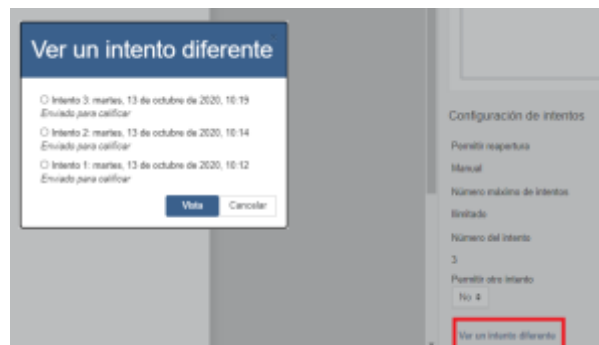 Ver un intento diferente
Intento 3: martes, 13 de octubre de 2020, 10:19
Enviado para calificar
Intento 2: martes, 13 de octubre de 2020, 10:14
Enviado para calificar
Intento 1: martes, 13 de octubre de 2020, 10:12
Enviado para calificar
Vista Cancelar
Configuración de intentos
Permitir reapertura
Manual
Número máximo de intentos
Ilimitado
Número del intento
3
Permitir otro intento
No
Ver un intento diferente